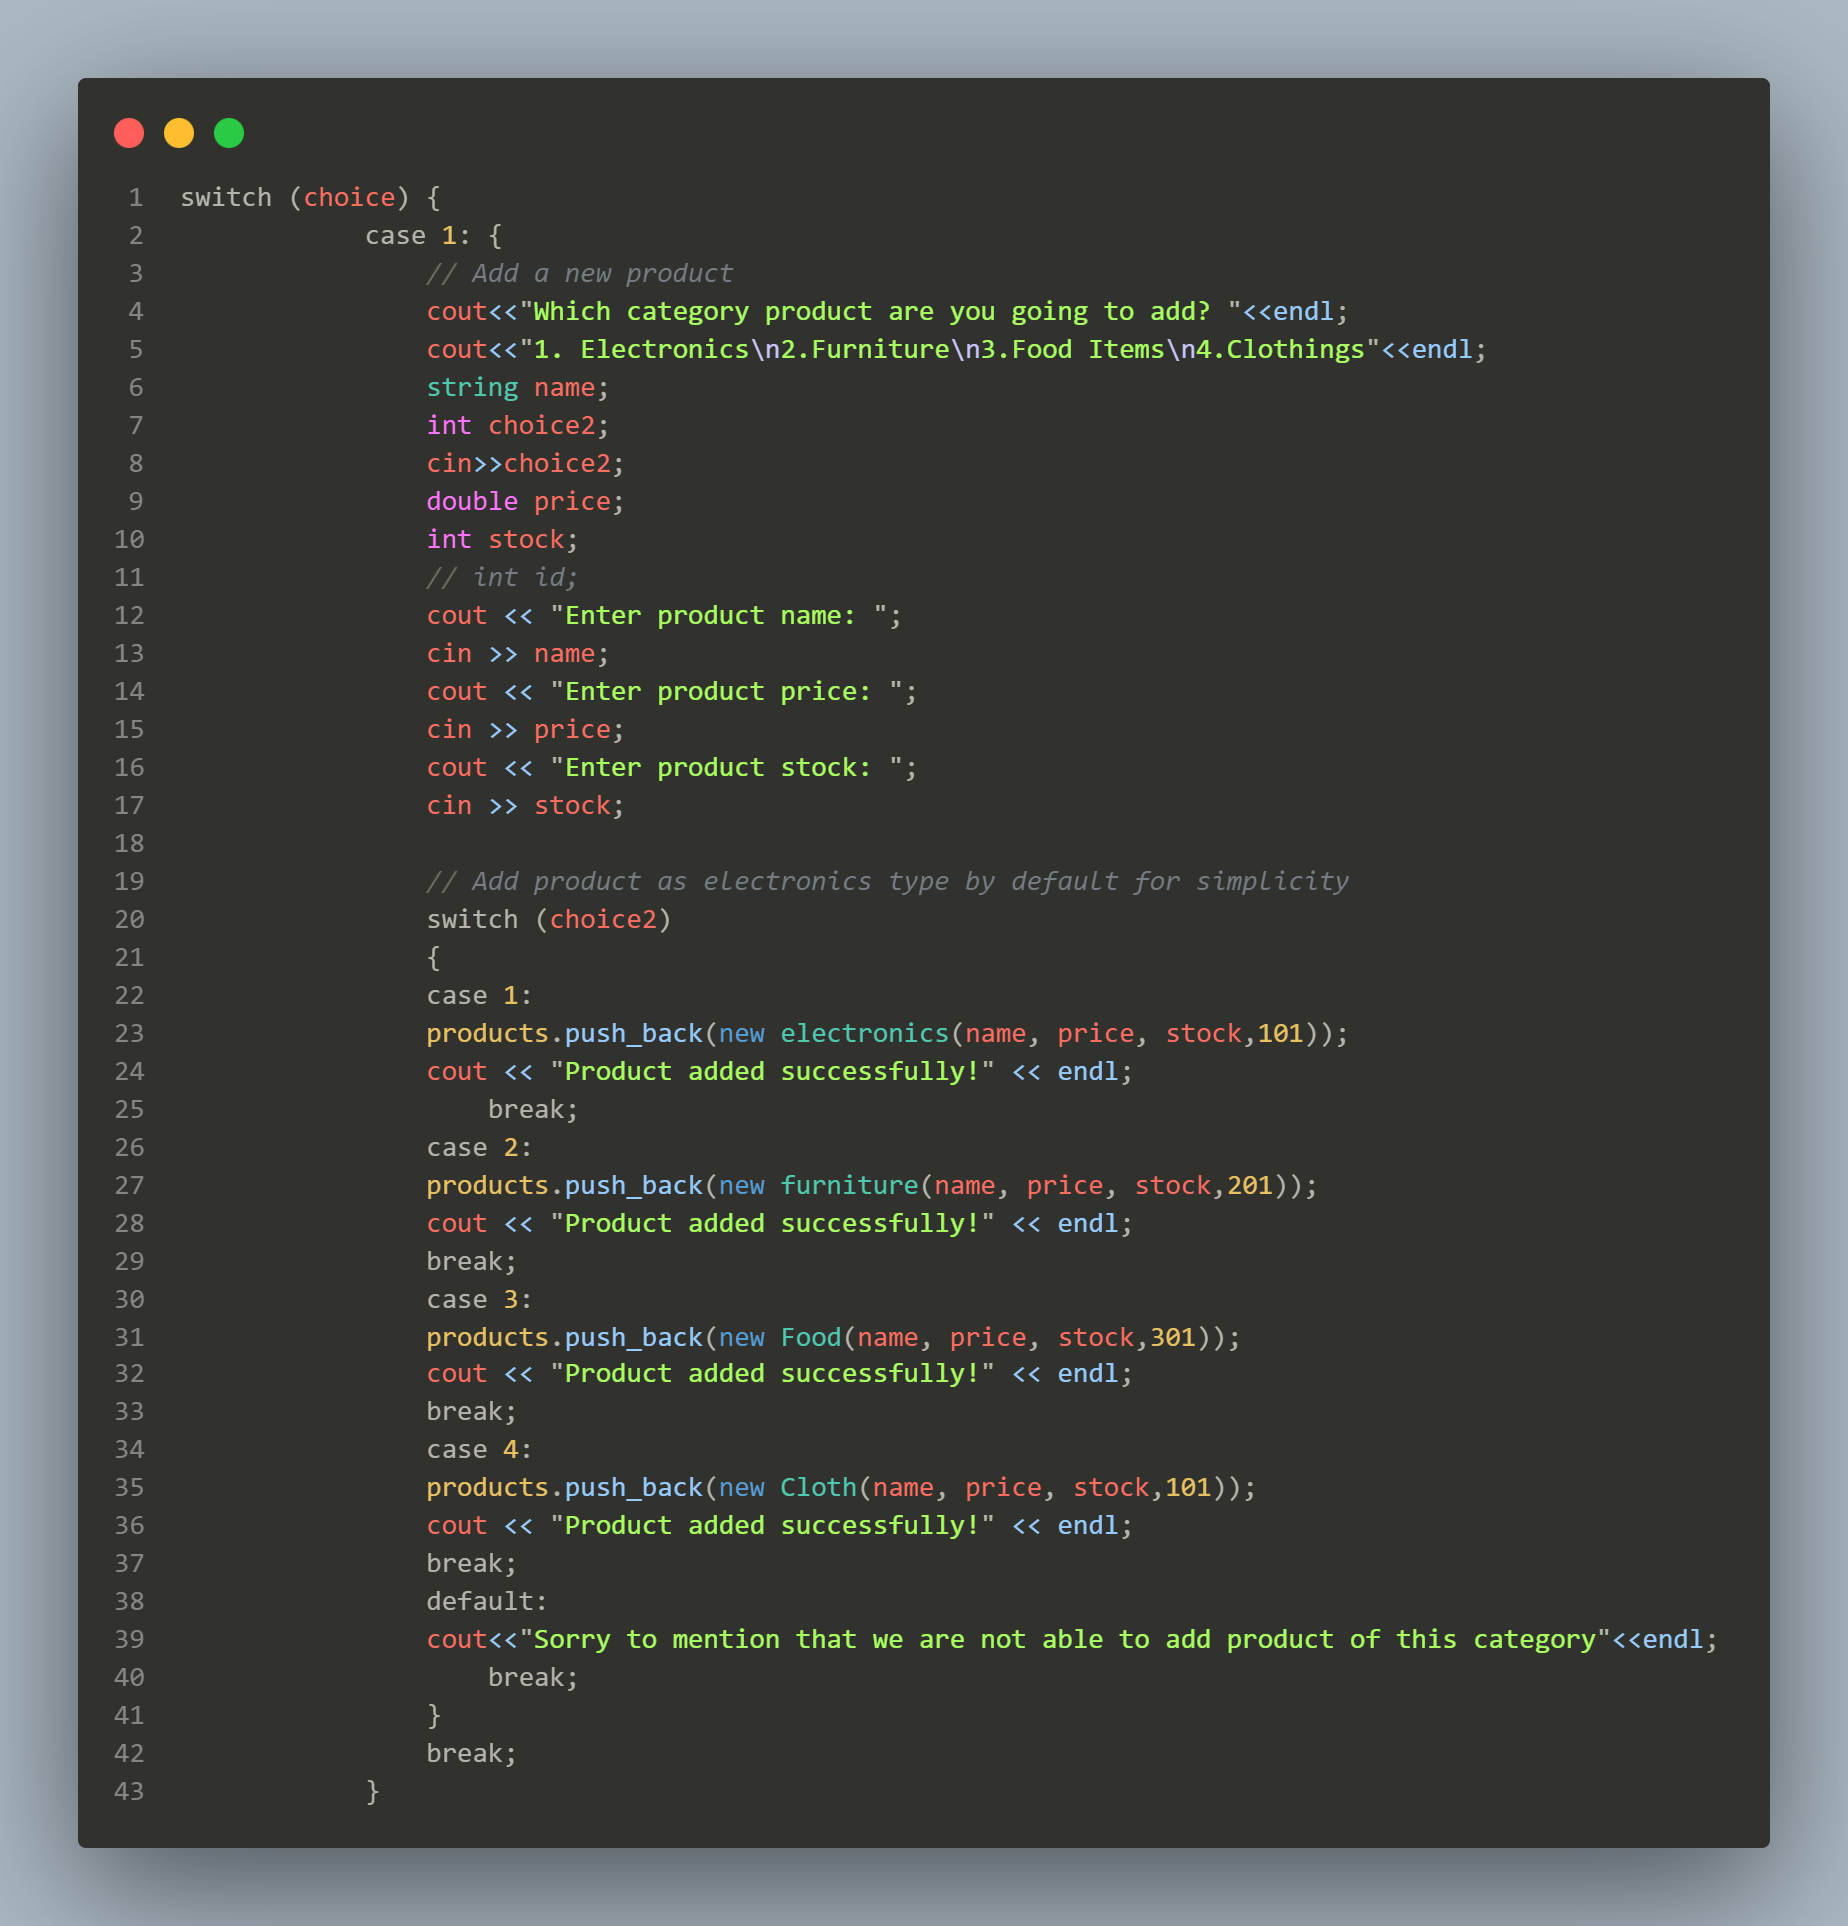 1 switch (choice) {
2 case 1: {
3 // Add a new product
4 cout<<"Which category product are you going to add? "<<endl;
5 cout<<"1. Electronics\n2.Furniture\n3.Food Items\n4.Clothings"<<endl;
6 string name;
7 int choice2;
8 cin>>choice2;
9 double price;
10 int stock;
11 // int id;
12 cout << "Enter product name: ";
13 cin >> name;
14 cout << "Enter product price: ";
15 cin >> price;
16 cout << "Enter product stock: ";
17 cin >> stock;
18
19 // Add product as electronics type by default for simplicity
20 switch (choice2)
21 {
22 case 1:
23 products.push_back(new electronics(name, price, stock,101));
24 cout << "Product added successfully!" << endl;
25 break;
26 case 2:
27 products.push_back(new furniture(name, price, stock,201));
28 cout << "Product added successfully!" << endl;
29 break;
30 case 3:
31 products.push_back(new Food(name, price, stock,301));
32 cout << "Product added successfully!" << endl;
33 break;
34 case 4:
35 products.push_back(new Cloth(name, price, stock,101));
36 cout << "Product added successfully!" << endl;
37 break;
38 default:
39 cout<<"Sorry to mention that we are not able to add product of this category"<<endl;
40 break;
41 }
42 break;
43 }